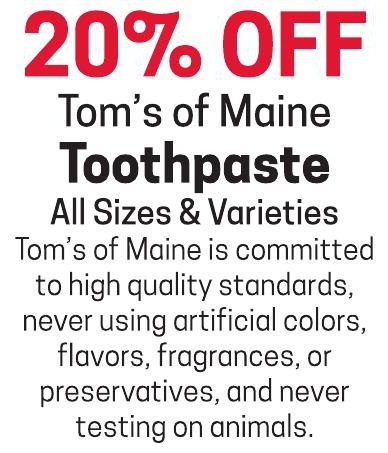 20% OFF
Tom's of Maine
Toothpaste
All Sizes & Varieties
Tom's of Maine is committed
to high quality standards,
never using artificial colors,
flavors, fragrances, or
preservatives, and never
testing on animals.